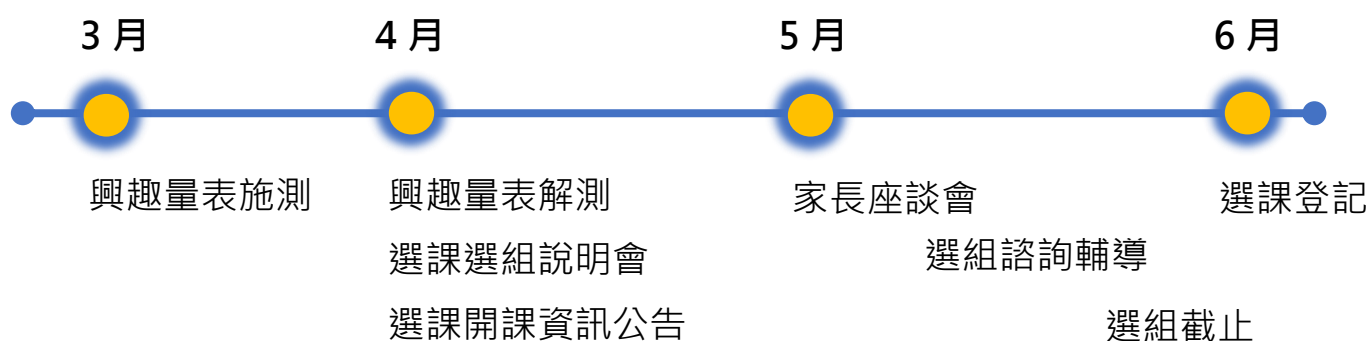 3 月
4 月
5 月
6 月
興趣量表施測
興趣量表解測
選課選組說明會
選課開課資訊公告
家長座談會
選組諮詢輔導
選組截止
選課登記